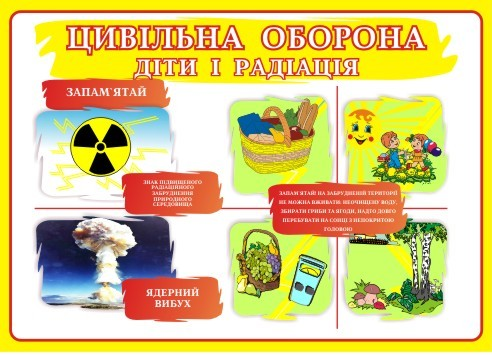 ЦИВІЛЬНА ОБОРОНА
ДІТИ І РАДІАЦІЯ
ЗАПАМ'ЯТАЙ
ЗНАК ПІДВИЩЕНОГО
РАДІАЦІЙНОГО
ЗАБРУДНЕННЯ
ПРИРОДНОГО
СЕРЕДОВИЩА
ЗАПАМ'ЯТАЙ! НА ЗАБРУДНЕНІЙ ТЕРИТОРІЇ
НЕ МОЖНА ВЖИВАТИ: НЕОЧИЩЕНУ ВОДУ,
ЗБИРАТИ ГРИБИ ТА ЯГОДИ, НАДТО ДОВГО
ПЕРЕБУВАТИ НА СОНЦІ З НЕПОКРИТОЮ
ГОЛОВОЮ
ЯДЕРНИЙ
ВИБУХ